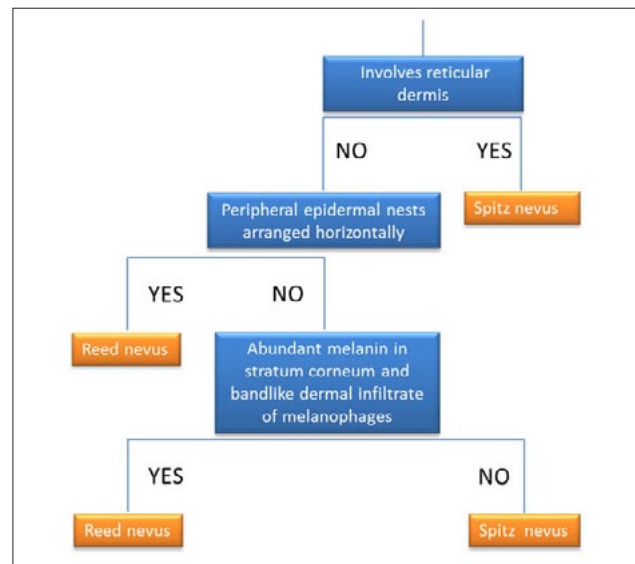 Involves reticular
dermis
NO YES
Peripheral epidermal nests
arranged horizontally
Spitz nevus
YES NO
Reed nevus
Abundant melanin in
stratum corneum and
bandlike dermal infiltrate
of melanophages
YES NO
Reed nevus
Spitz nevus